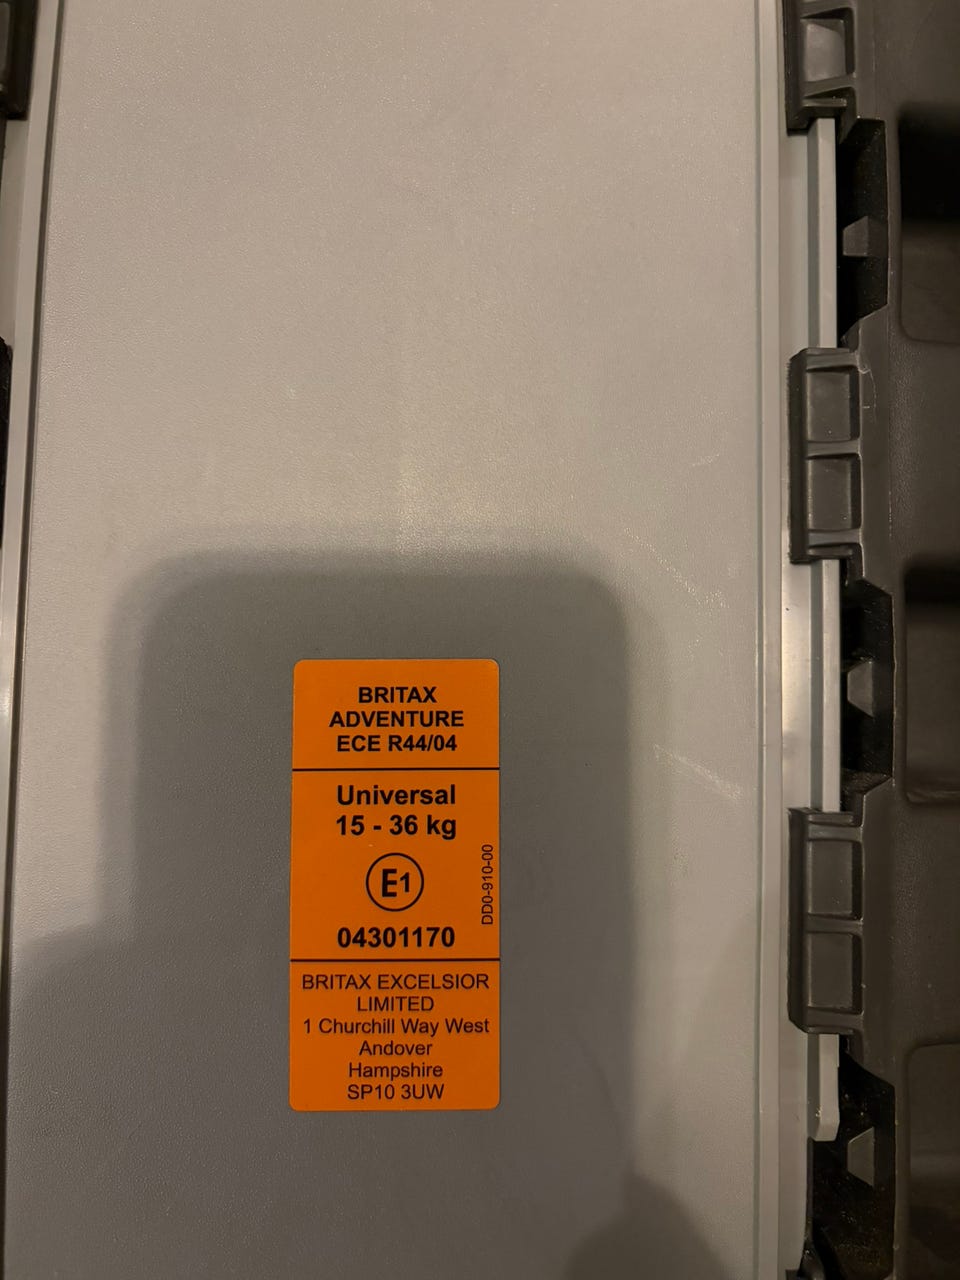 BRITAX
ADVENTURE
ECE R44/04
Universal
15 - 36 kg
E1
04301170
DD0-910-00
BRITAX EXCELSIOR
LIMITED
1 Churchill Way West
Andover
Hampshire
SP10 3UW